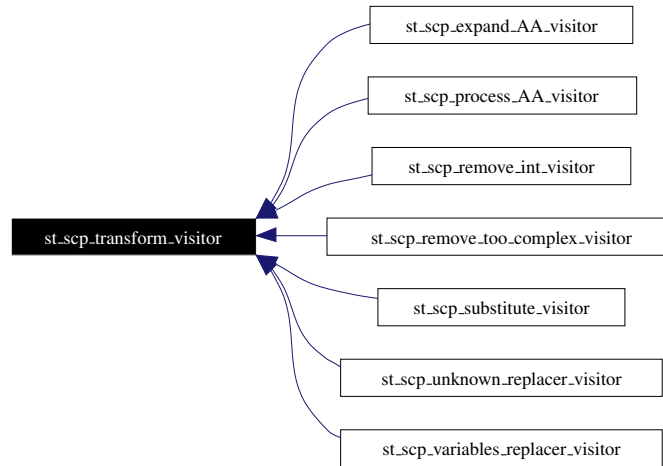 st_scp_expand_AA_visitor
st_scp_process_AA_visitor
st_scp_remove_int_visitor
st_scp_transform_visitor
st_scp_remove_too_complex_visitor
st_scp_substitute_visitor
st_scp_unknown_replacer_visitor
st_scp_variables_replacer_visitor